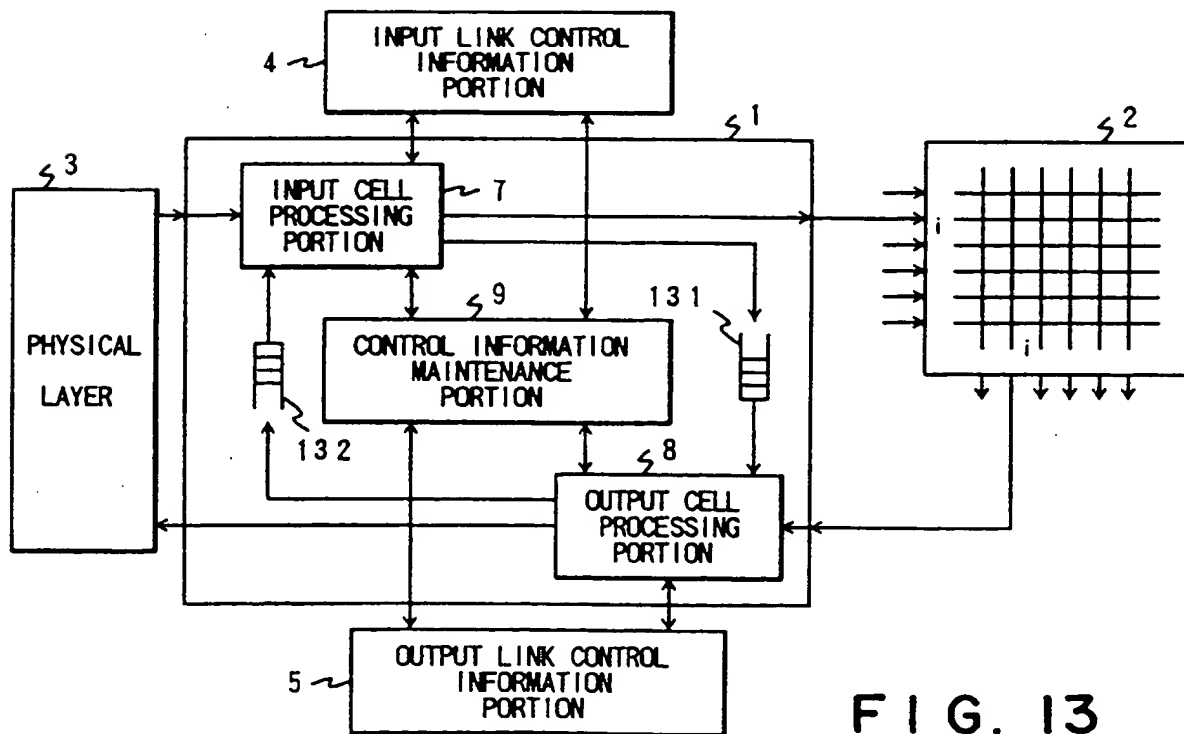 INPUT LINK CONTROL
INFORMATION
PORTION
4
1
2
3
INPUT CELL
PROCESSING
PORTION
7
i
9
131
PHYSICAL
LAYER
CONTROL INFORMATION
MAINTENANCE
PORTION
i
132
8
OUTPUT CELL
PROCESSING
PORTION
OUTPUT LINK CONTROL
INFORMATION
PORTION
5
FIG. 13